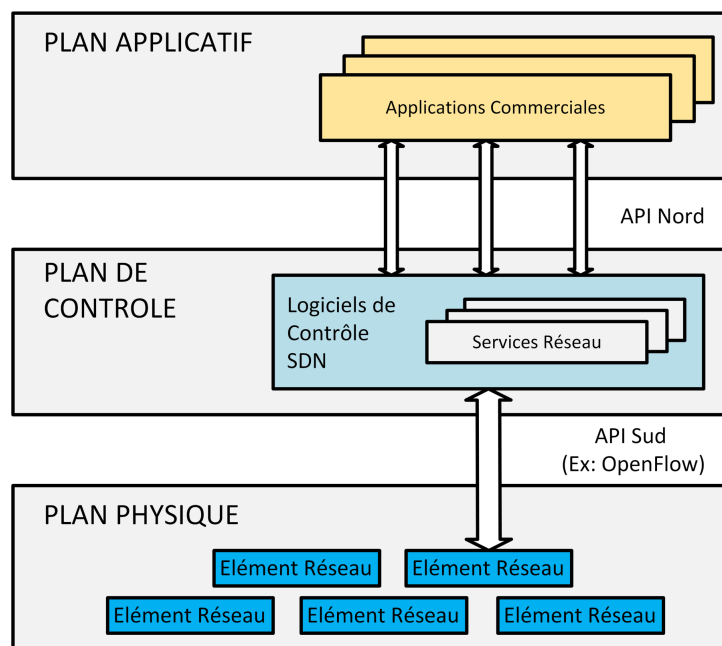 PLAN APPLICATIF
Applications Commerciales
API Nord
PLAN DE
CONTROLE
Logiciels de
Contrôle
SDN
Services Réseau
API Sud
(Ex: OpenFlow)
PLAN PHYSIQUE
Elément Réseau
Elément Réseau
Elément Réseau
Elément Réseau
Elément Réseau